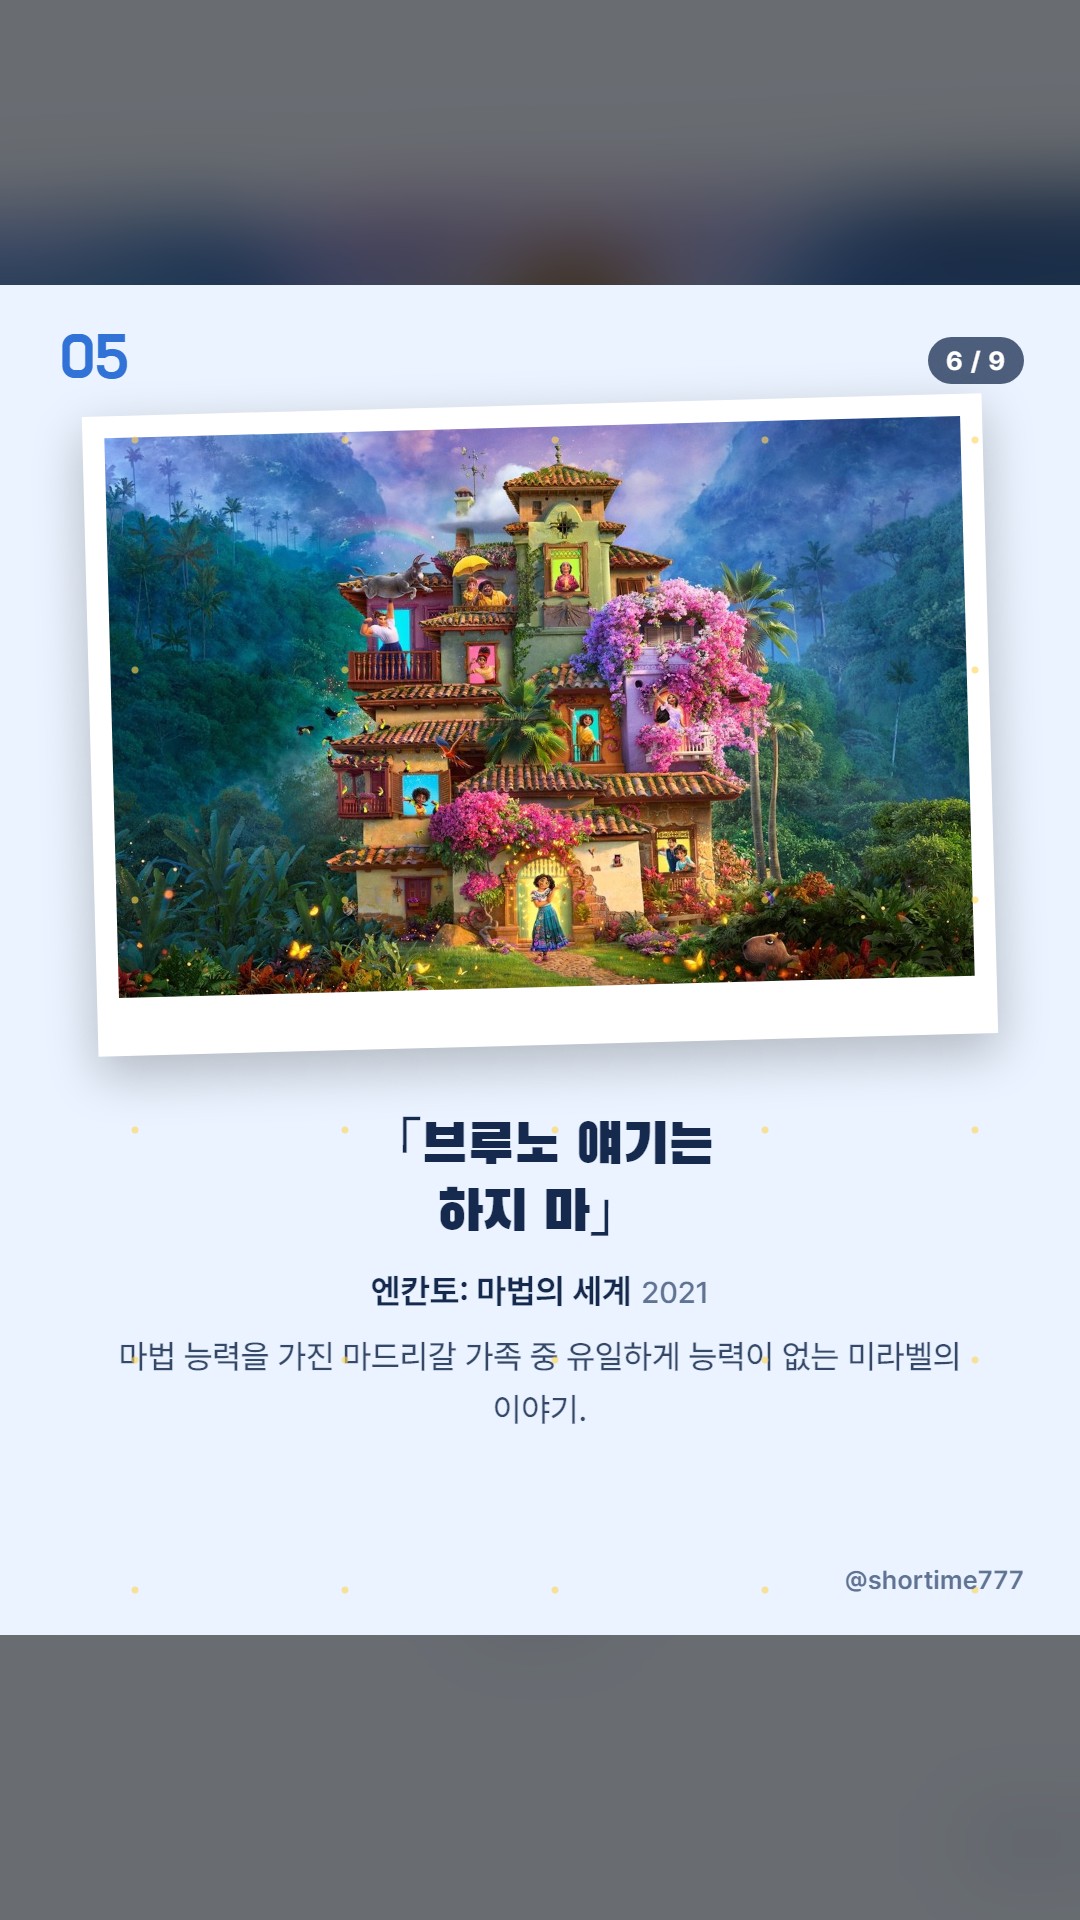 05
6 / 9
「브루노 얘기는
하지 마」
엔칸토: 마법의 세계 2021
마법 능력을 가진 마드리갈 가족 중 유일하게 능력이 없는 미라벨의
이야기.
@shortime777